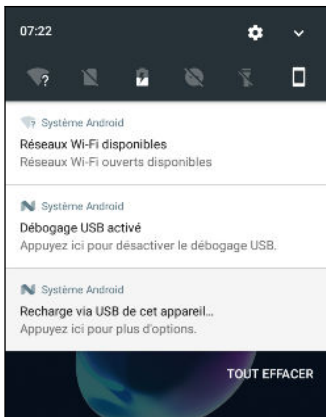 07:22
Système Android
Réseaux Wi-Fi disponibles
Réseaux Wi-Fi ouverts disponibles
Système Android
Débogage USB activé
Appuyez ici pour désactiver le débogage USB.
Système Android
Recharge via USB de cet appareil...
Appuyez ici pour plus d'options.
TOUT EFFACER